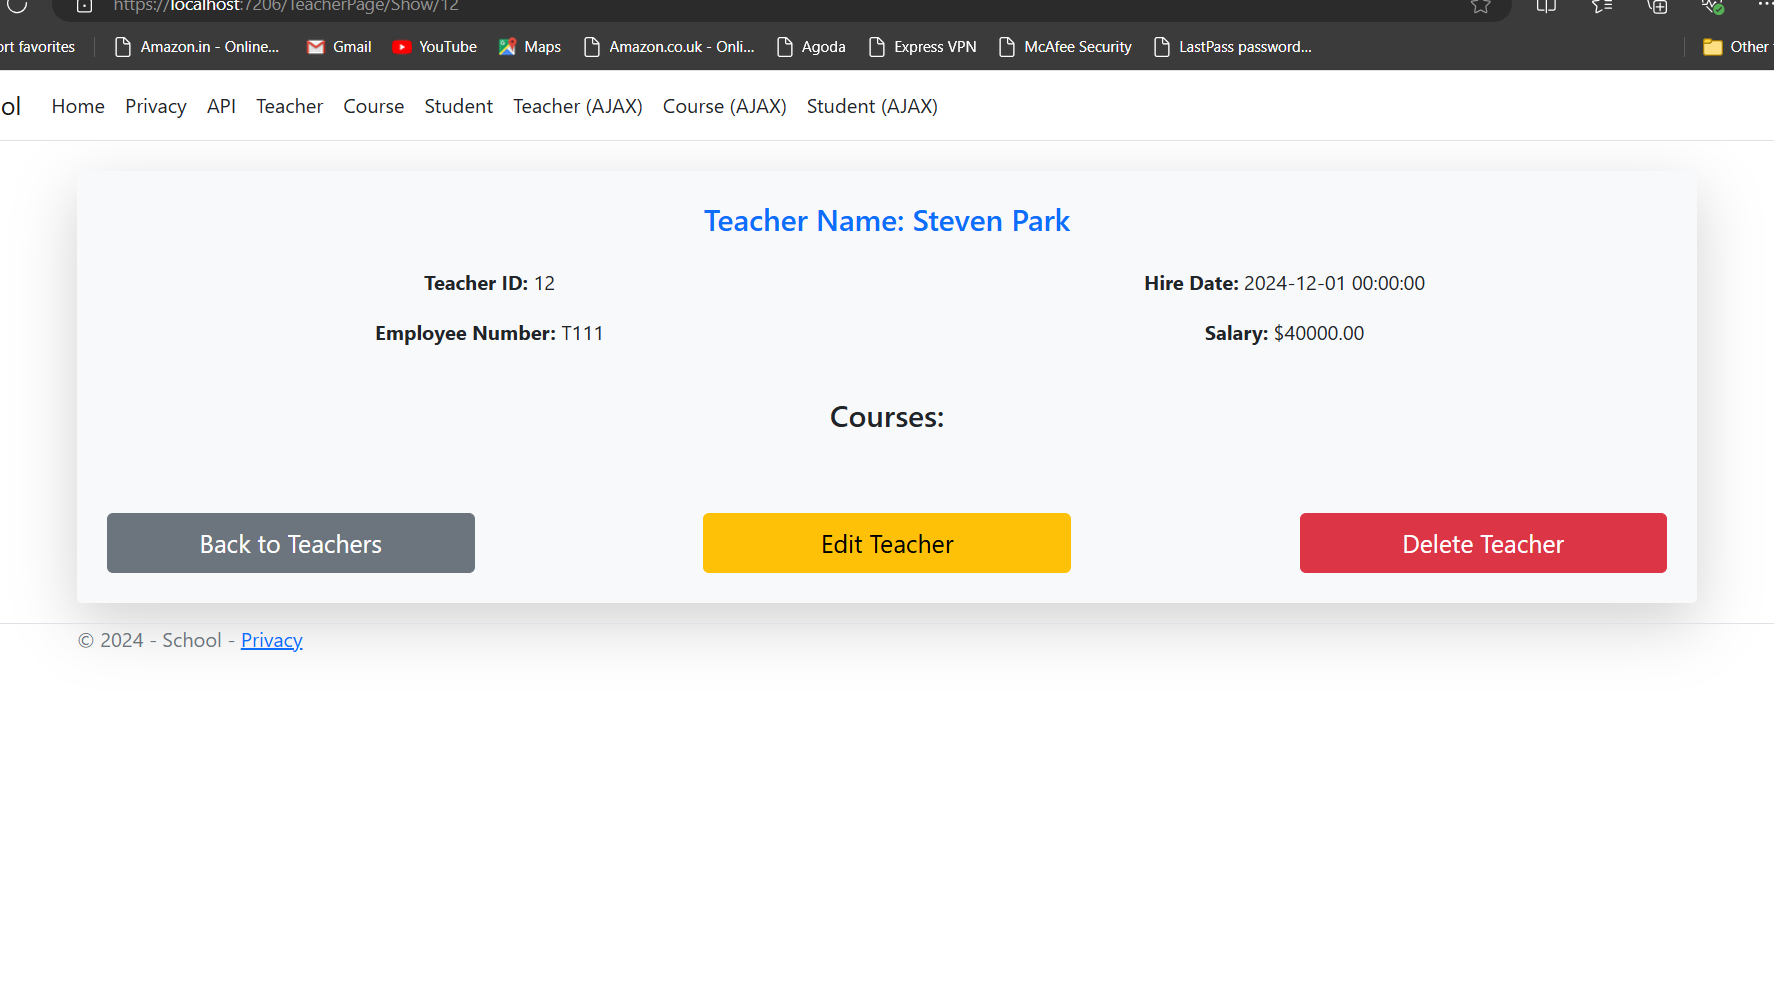 https://localhost:7206/TeacherPage/Show/12
ort favorites Amazon.in - Online... Gmail YouTube Maps Amazon.co.uk - Onli... Agoda Express VPN McAfee Security LastPass password... Other
ol Home Privacy API Teacher Course Student Teacher (AJAX) Course (AJAX) Student (AJAX)
Teacher Name: Steven Park
Teacher ID: 12 Hire Date: 2024-12-01 00:00:00
Employee Number: T111 Salary: $40000.00
Courses:
Back to Teachers Edit Teacher Delete Teacher
© 2024 - School - Privacy